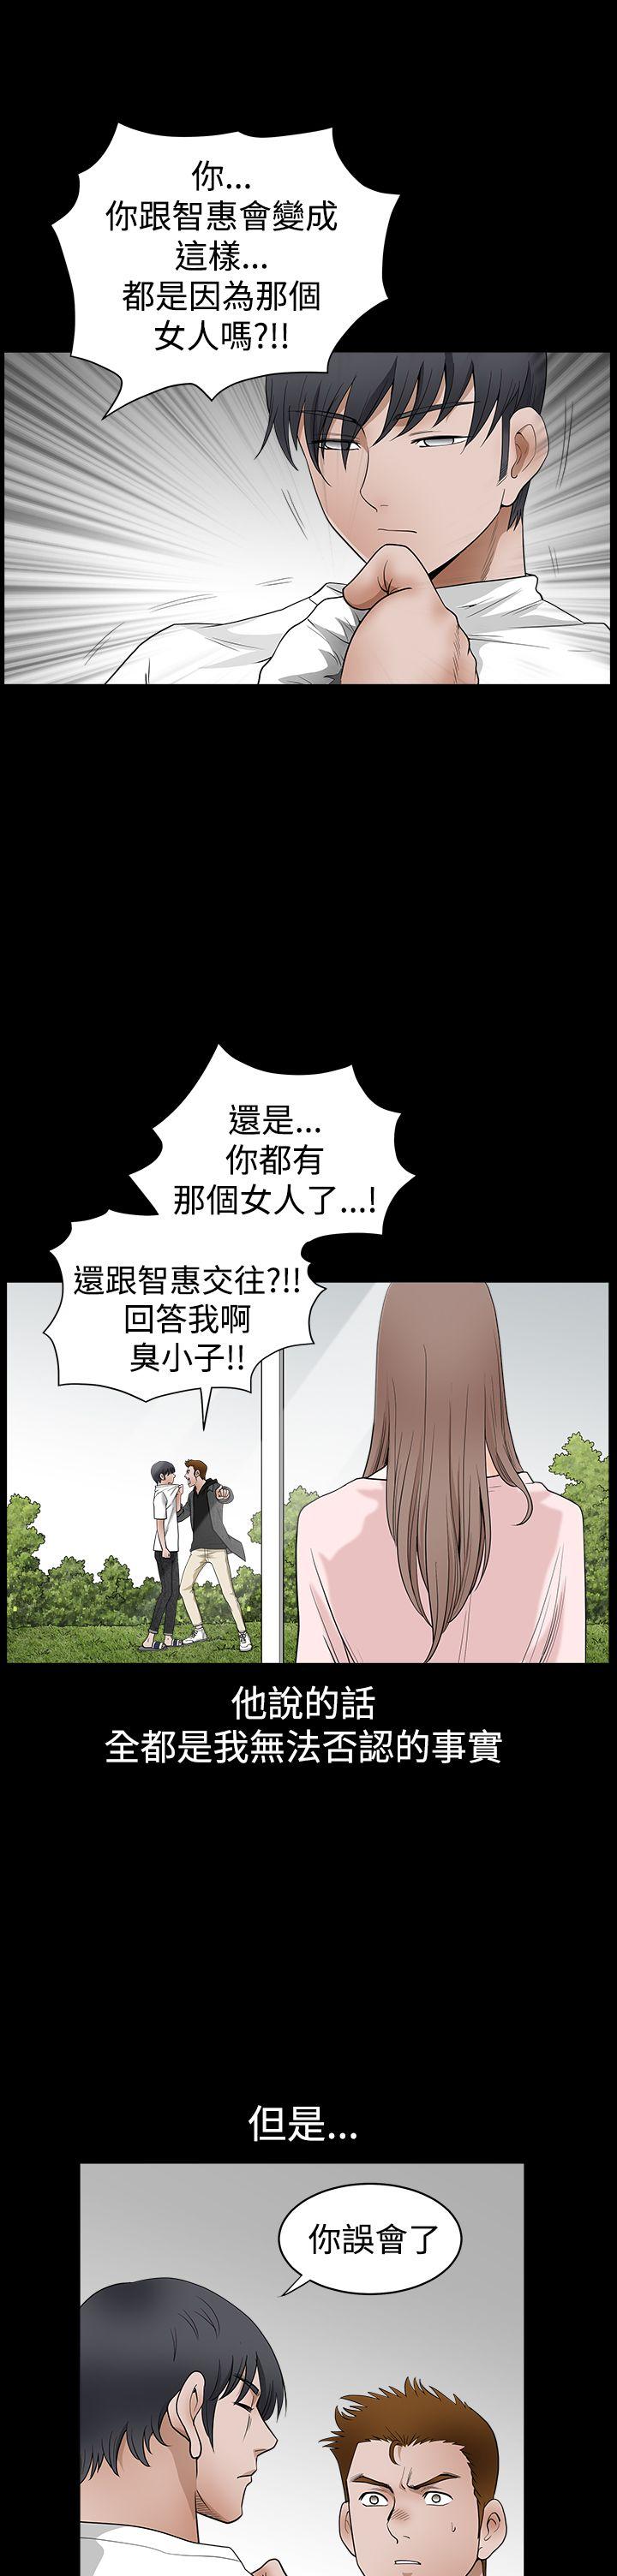 你...
你跟智惠會變成
這樣...
都是因為那個
女人嗎?!!
還是...
你都有
那個女人了...!
還跟智惠交往?!!
回答我啊
臭小子!!
他說的話
全都是我無法否認的事實
但是...
你誤會了